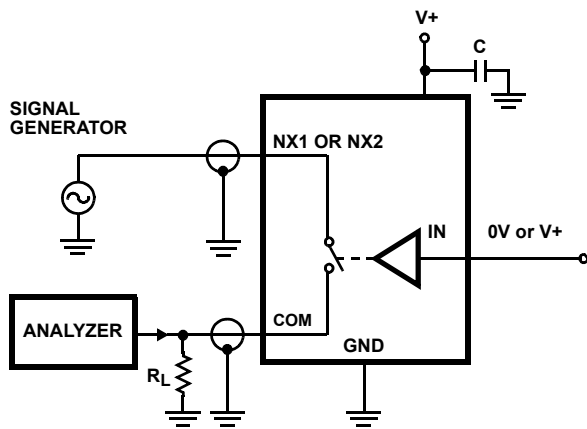 V+
C
SIGNAL
GENERATOR
NX1 OR NX2
IN
0V or V+
ANALYZER
COM
GND
RL